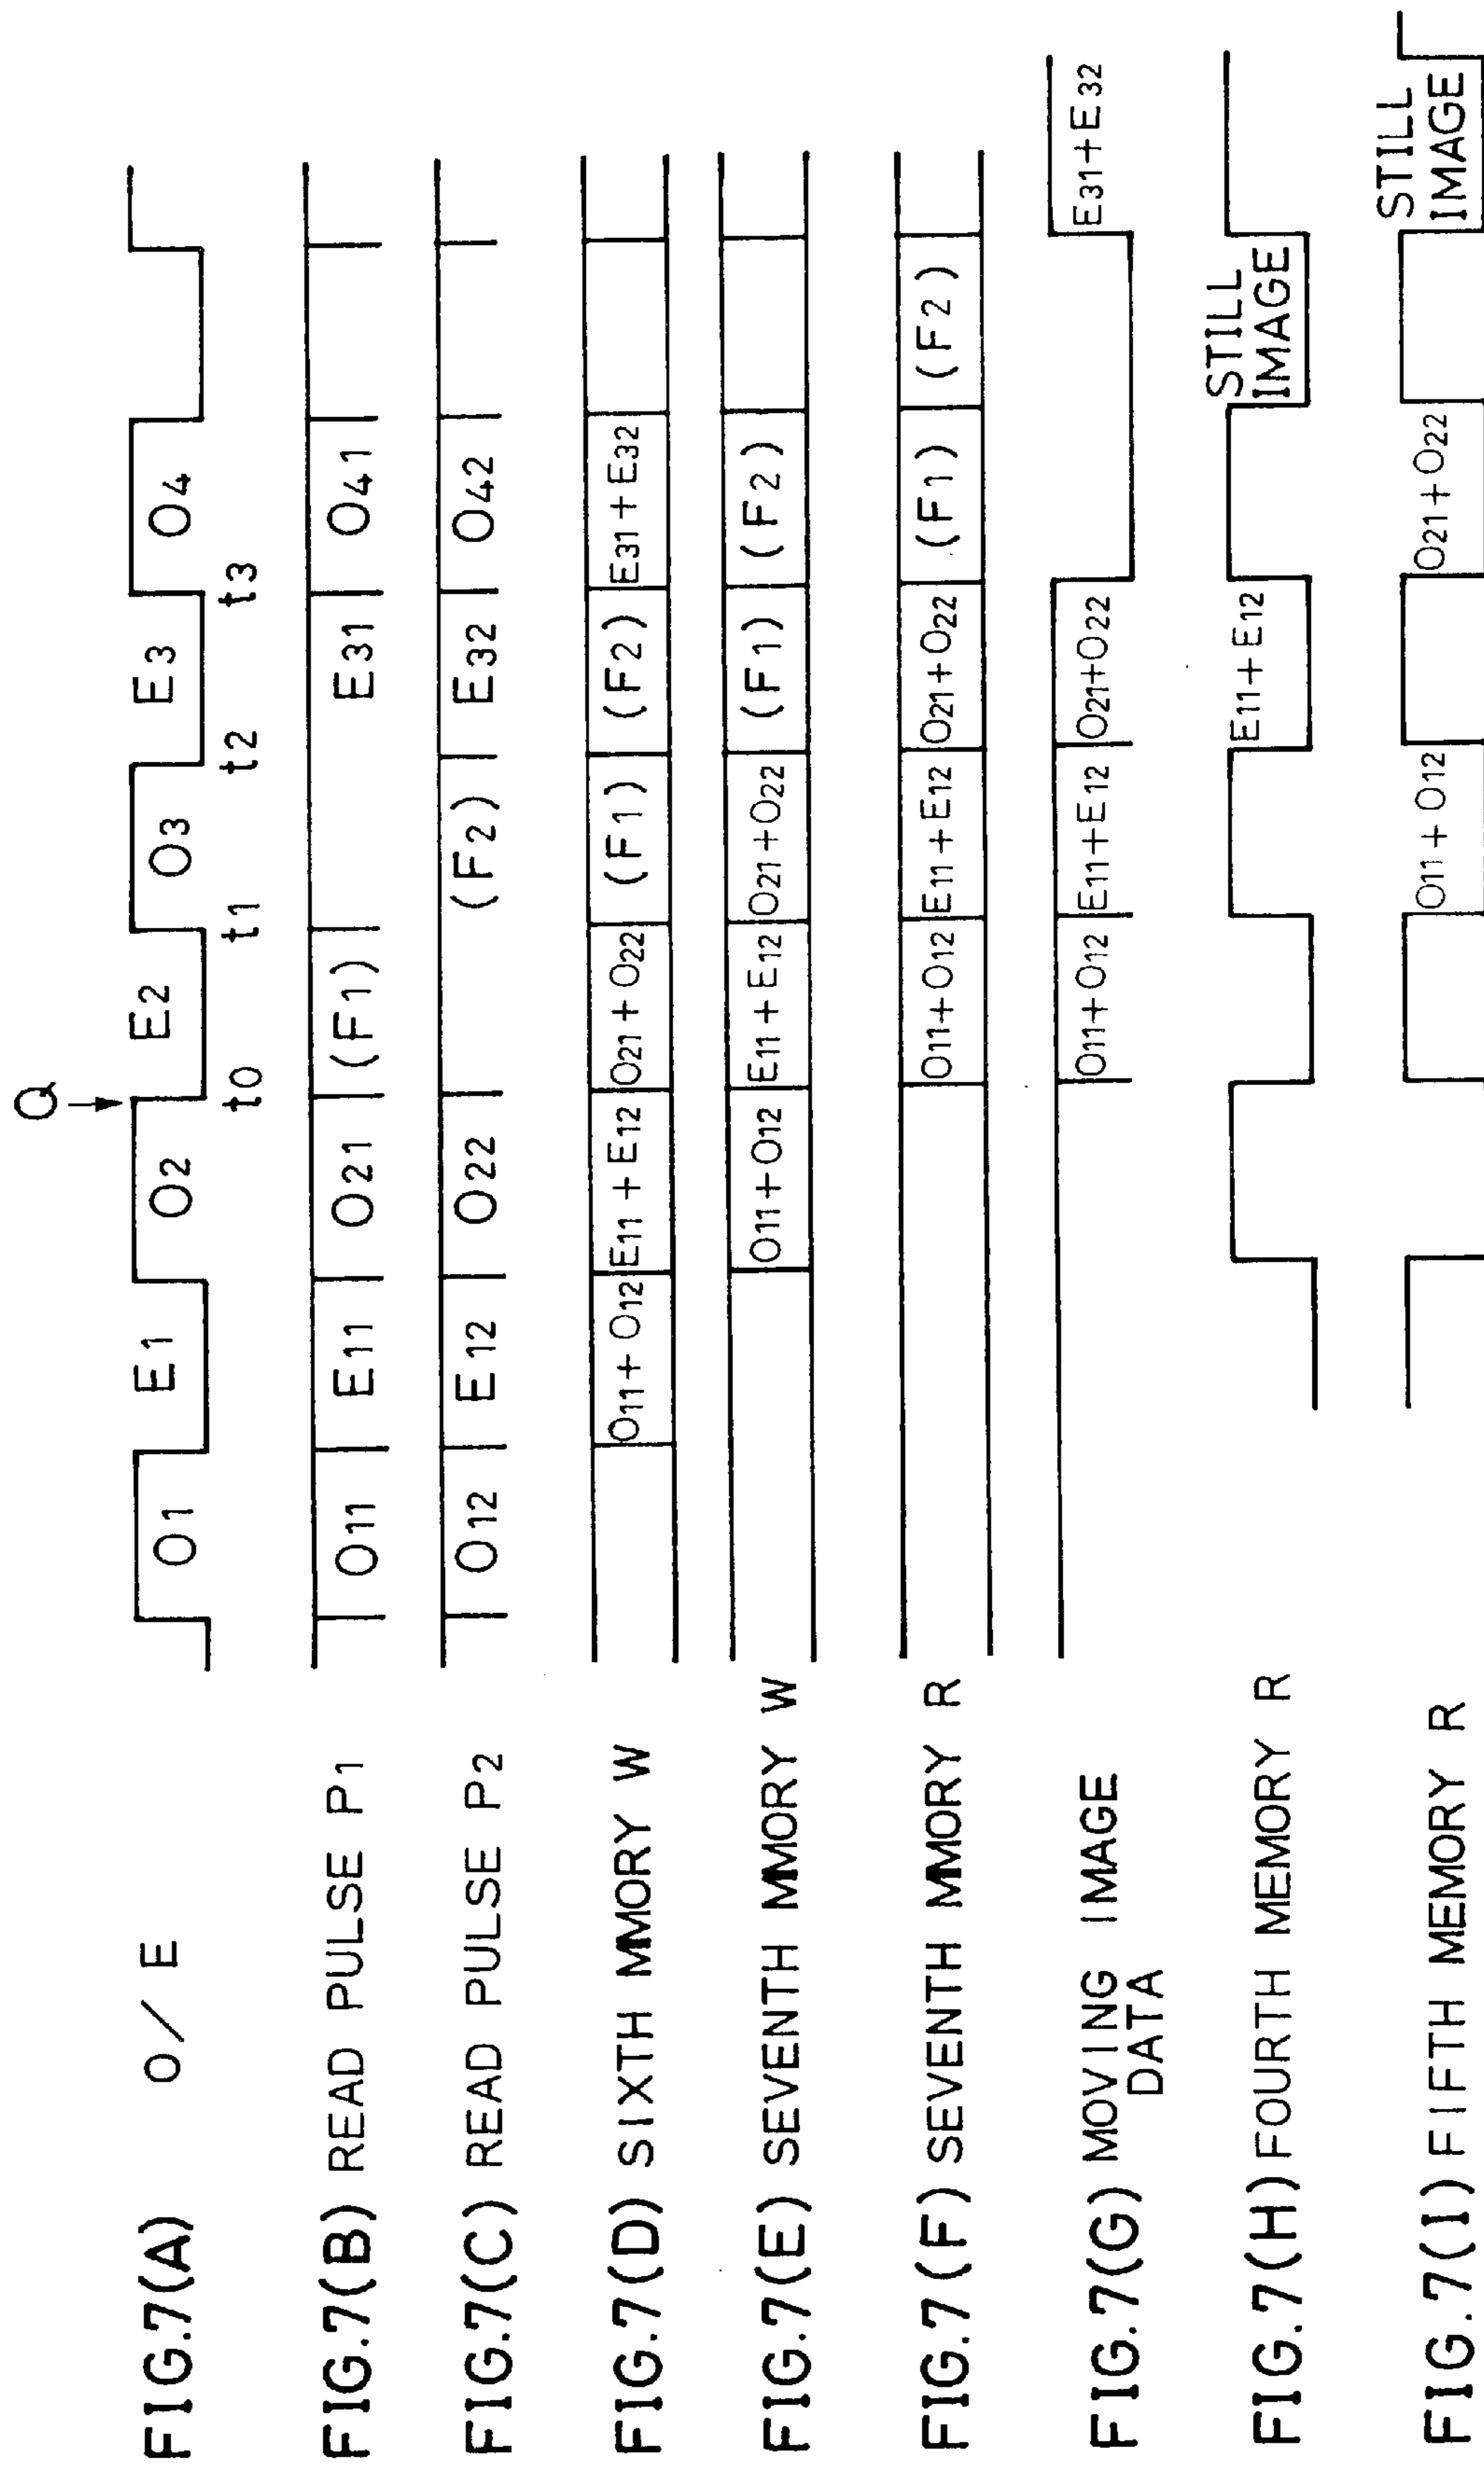 Q
FIG.7(A) O/E O1 E1 O2 E2 O3 E3 O4
t0 t1 t2 t3
FIG.7(B) READ PULSE P1 O11 E11 O21 (F1) E31 O41
FIG.7(C) READ PULSE P2 O12 E12 O22 (F2) E32 O42
FIG.7(D) SIXTH MMORY W O11+O12 E11+E12 O21+O22 (F1) (F2) E31+E32
FIG.7(E) SEVENTH MMORY W O11+O12 E11+E12 O21+O22 (F1) (F2)
FIG.7(F) SEVENTH MMORY R O11+O12 E11+E12 O21+O22 (F1) (F2)
FIG.7(G) MOVING IMAGE O11+O12 E11+E12 O21+O22 E31+E32
DATA
FIG.7(H) FOURTH MEMORY R E11+E12 STILL
IMAGE
FIG.7(I) FIFTH MEMORY R O11+O12 O21+O22 STILL
IMAGE